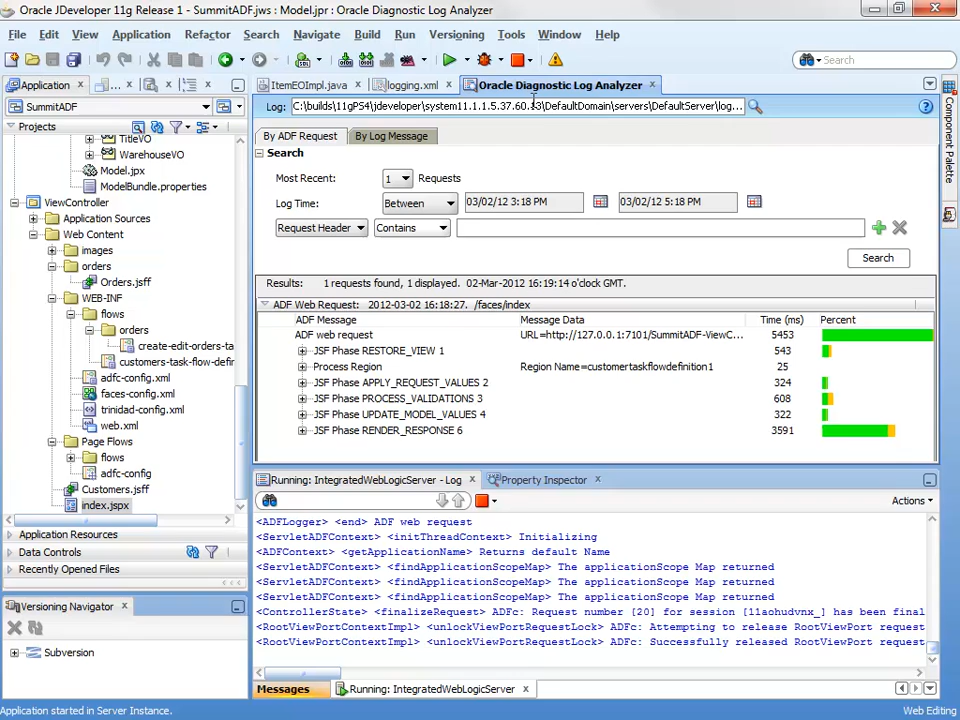 Oracle JDeveloper 11g Release 1 - SummitADF.jws : Model.jpr : Oracle Diagnostic Log Analyzer
File Edit View Application Refactor Search Navigate Build Run Versioning Tools Window Help
Search
Application
ItemEOImpl.java
logging.xml
Oracle Diagnostic Log Analyzer
SummitADF
Log: C:\builds\11gPS4\jdeveloper\system11.1.1.5.37.60.13\DefaultDomain\servers\DefaultServer\log...
Projects
By ADF Request
By Log Message
TitleVO
WarehouseVO
Model.jpx
ModelBundle.properties
ViewController
Application Sources
Web Content
images
orders
Orders.jsff
WEB-INF
flows
orders
create-edit-orders-ta
customers-task-flow-defir
adfc-config.xml
faces-config.xml
trinidad-config.xml
web.xml
Page Flows
flows
adfc-config
Customers.jsff
index.jspx
Search
Most Recent: 1 Requests
Log Time: Between 03/02/12 3:18 PM 03/02/12 5:18 PM
Request Header Contains
Search
Results: 1 requests found, 1 displayed. 02-Mar-2012 16:19:14 o'clock GMT.
ADF Web Request: 2012-03-02 16:18:27. /faces/index
ADF Message Message Data Time (ms) Percent
ADF web request URL=http://127.0.0.1:7101/SummitADF-ViewC... 5453
JSF Phase RESTORE_VIEW 1 543
Process Region Region Name=customertaskflowdefinition1 25
JSF Phase APPLY_REQUEST_VALUES 2 324
JSF Phase PROCESS_VALIDATIONS 3 608
JSF Phase UPDATE_MODEL_VALUES 4 322
JSF Phase RENDER_RESPONSE 6 3591
Component Palette
Application Resources
Data Controls
Recently Opened Files
Versioning Navigator
Subversion
Running: IntegratedWebLogicServer - Log
Property Inspector
Actions
<ADFLogger> <end> ADF web request
<ServletADFContext> <initThreadContext> Initializing
<ADFContext> <getApplicationName> Returns default Name
<ServletADFContext> <findApplicationScopeMap> The applicationScope Map returned
<ServletADFContext> <findApplicationScopeMap> The applicationScope Map returned
<ServletADFContext> <findApplicationScopeMap> The applicationScope Map returned
<ControllerState> <finalizeRequest> ADFc: Request number [20] for session [1laohudvnx_] has been final
<RootViewPortContextImpl> <unlockViewPortRequestLock> ADFc: Attempting to release RootViewPort request
<RootViewPortContextImpl> <unlockViewPortRequestLock> ADFc: Successfully released RootViewPort request
Messages
Running: IntegratedWebLogicServer
Application started in Server Instance.
Web Editing